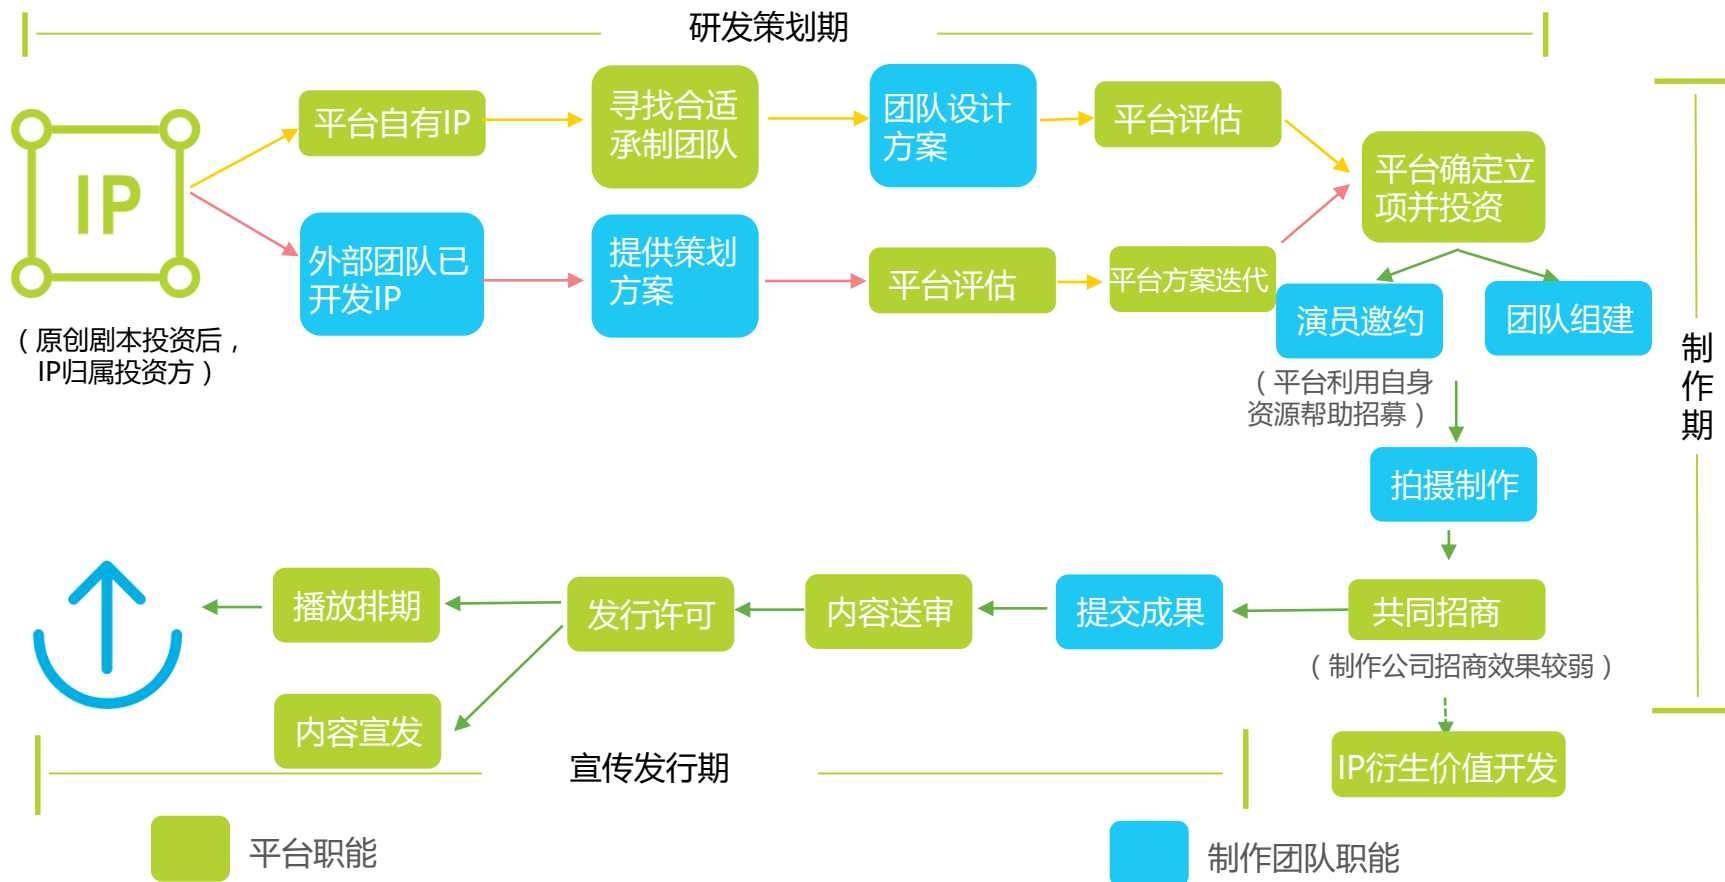 研发策划期
IP
平台自有IP
寻找合适
承制团队
团队设计
方案
平台评估
平台确定立
项并投资
外部团队已
开发IP
提供策划
方案
平台评估
平台方案迭代
演员邀约
团队组建
（原创剧本投资后，
IP归属投资方）
（平台利用自身
资源帮助招募）
制
作
期
拍摄制作
共同招商
（制作公司招商效果较弱）
提交成果
内容送审
发行许可
播放排期
内容宣发
IP衍生价值开发
宣传发行期
平台职能
制作团队职能